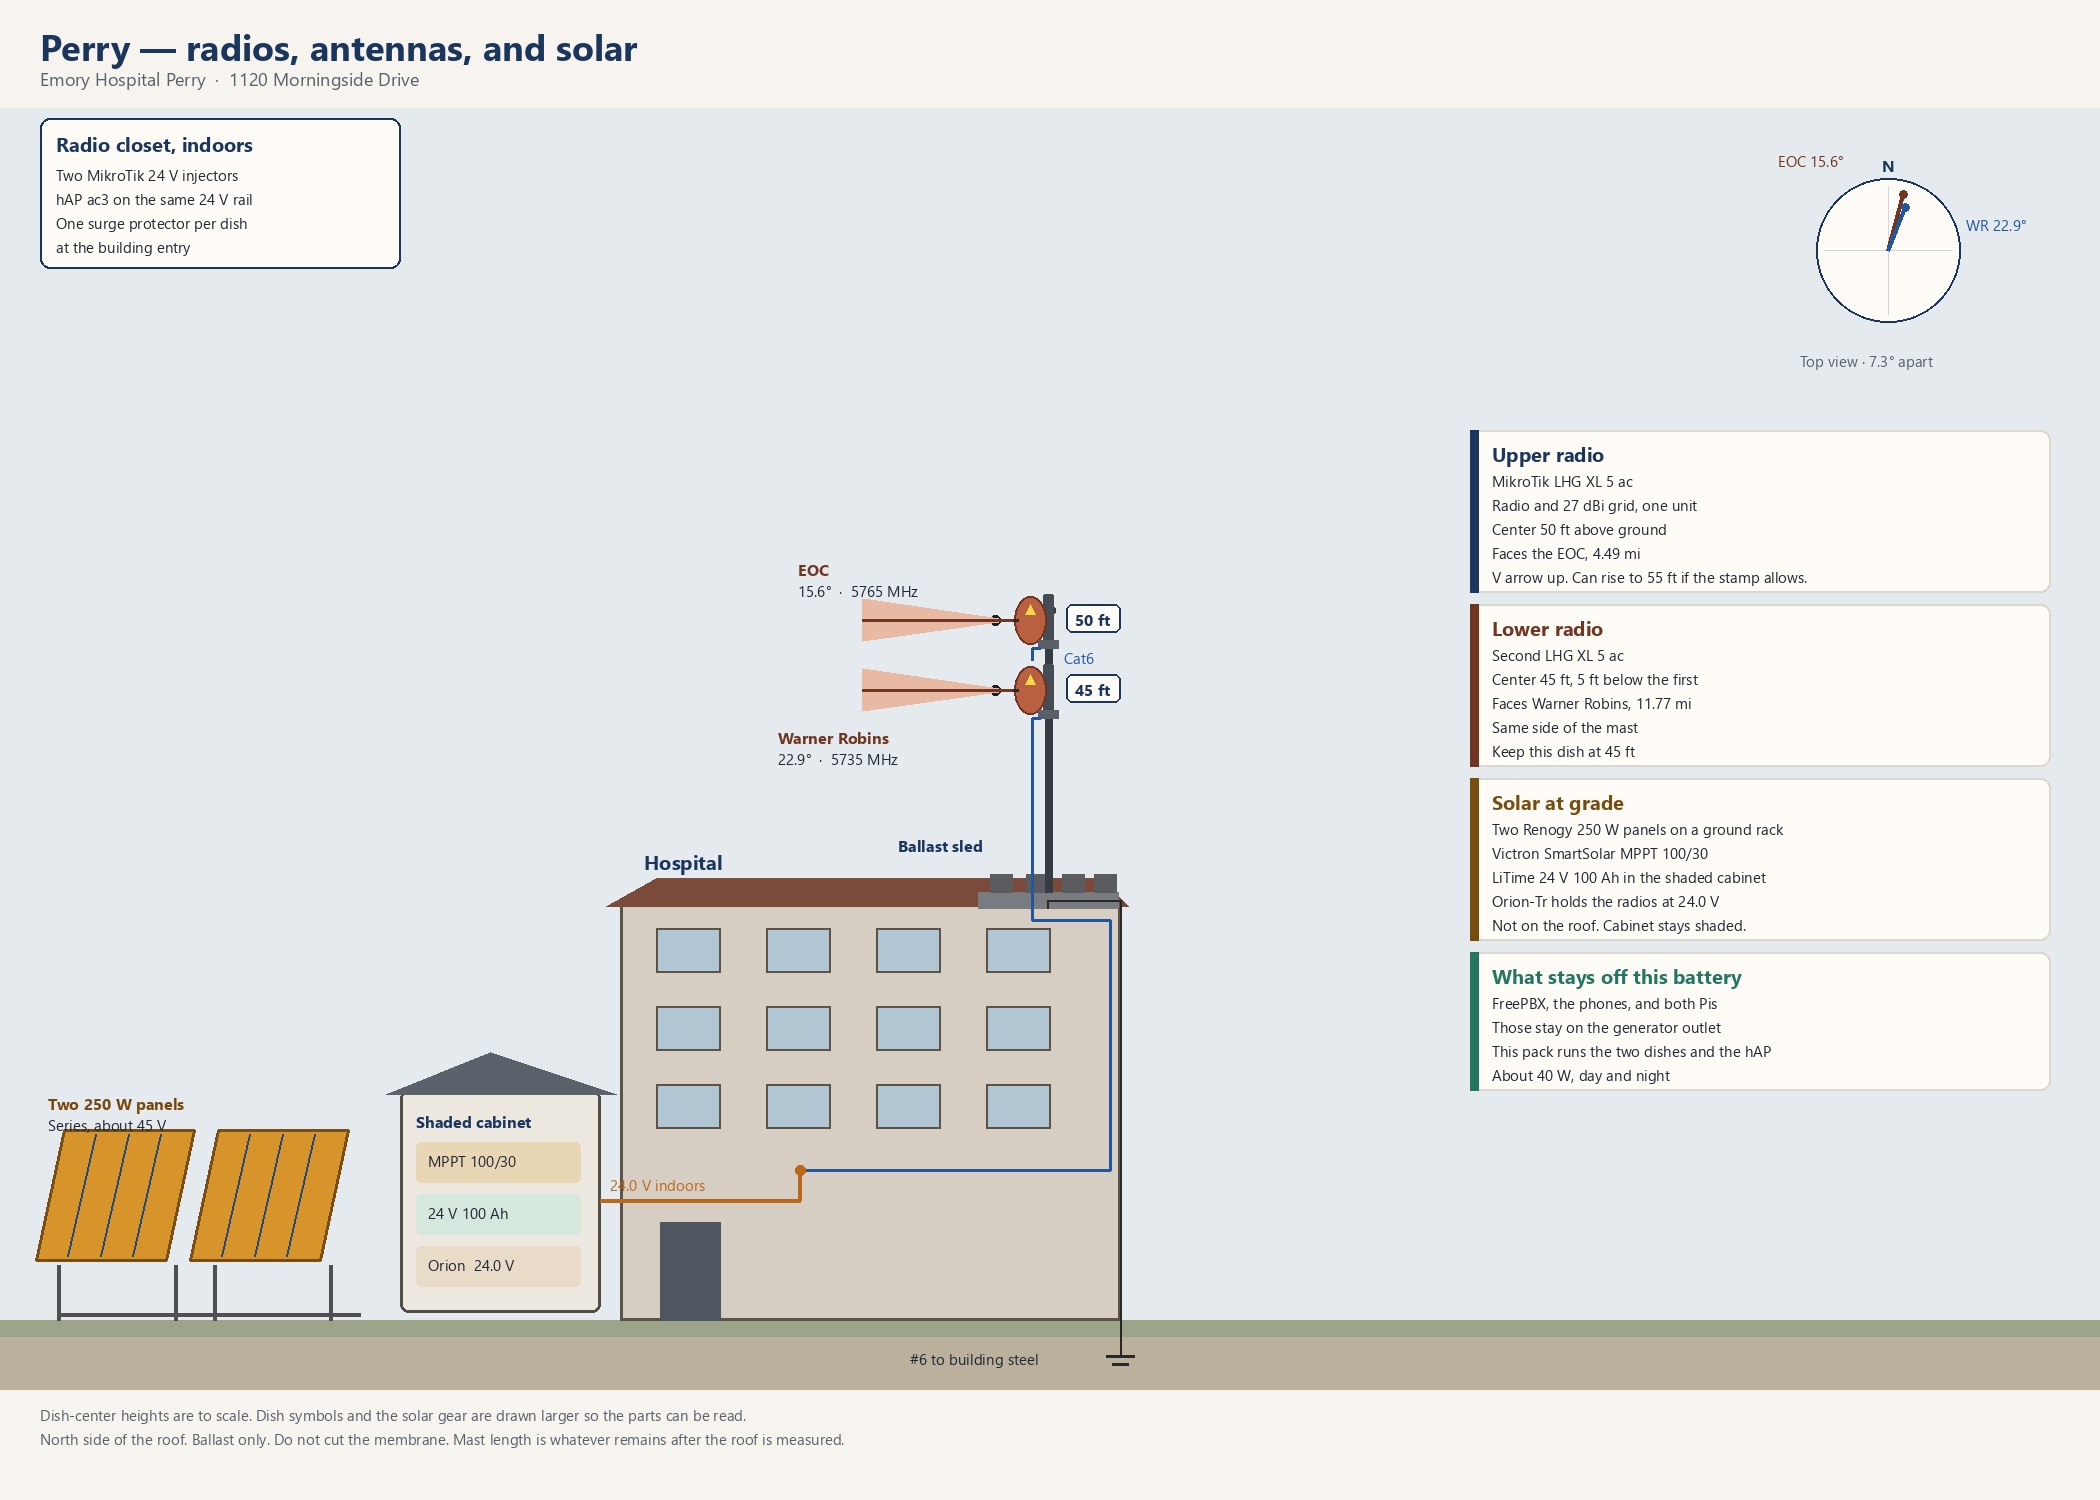 Perry — radios, antennas, and solar
Emory Hospital Perry · 1120 Morningside Drive
Radio closet, indoors
Two MikroTik 24 V injectors
hAP ac3 on the same 24 V rail
One surge protector per dish
at the building entry
EOC 15.6°
N
WR 22.9°
Top view · 7.3° apart
Upper radio
MikroTik LHG XL 5 ac
Radio and 27 dBi grid, one unit
Center 50 ft above ground
Faces the EOC, 4.49 mi
V arrow up. Can rise to 55 ft if the stamp allows.
EOC
15.6° · 5765 MHz
50 ft
Cat6
45 ft
Warner Robins
22.9° · 5735 MHz
Lower radio
Second LHG XL 5 ac
Center 45 ft, 5 ft below the first
Faces Warner Robins, 11.77 mi
Same side of the mast
Keep this dish at 45 ft
Ballast sled
Hospital
Solar at grade
Two Renogy 250 W panels on a ground rack
Victron SmartSolar MPPT 100/30
LiTime 24 V 100 Ah in the shaded cabinet
Orion-Tr holds the radios at 24.0 V
Not on the roof. Cabinet stays shaded.
What stays off this battery
FreePBX, the phones, and both Pis
Those stay on the generator outlet
This pack runs the two dishes and the hAP
About 40 W, day and night
Two 250 W panels
Series, about 45 V
Shaded cabinet
MPPT 100/30
24 V 100 Ah
Orion 24.0 V
24.0 V indoors
#6 to building steel
Dish-center heights are to scale. Dish symbols and the solar gear are drawn larger so the parts can be read.
North side of the roof. Ballast only. Do not cut the membrane. Mast length is whatever remains after the roof is measured.